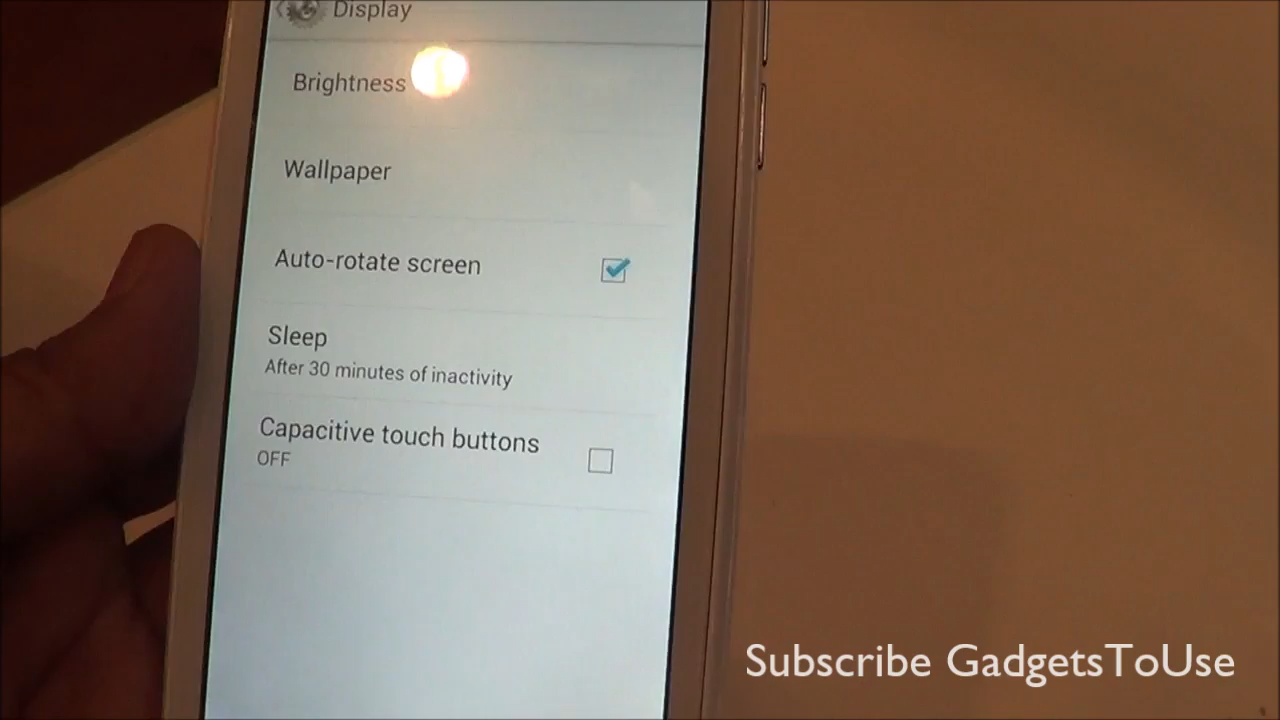 Display
Brightness
Wallpaper
Auto-rotate screen
Sleep
After 30 minutes of inactivity
Capacitive touch buttons
OFF
Subscribe GadgetsToUse